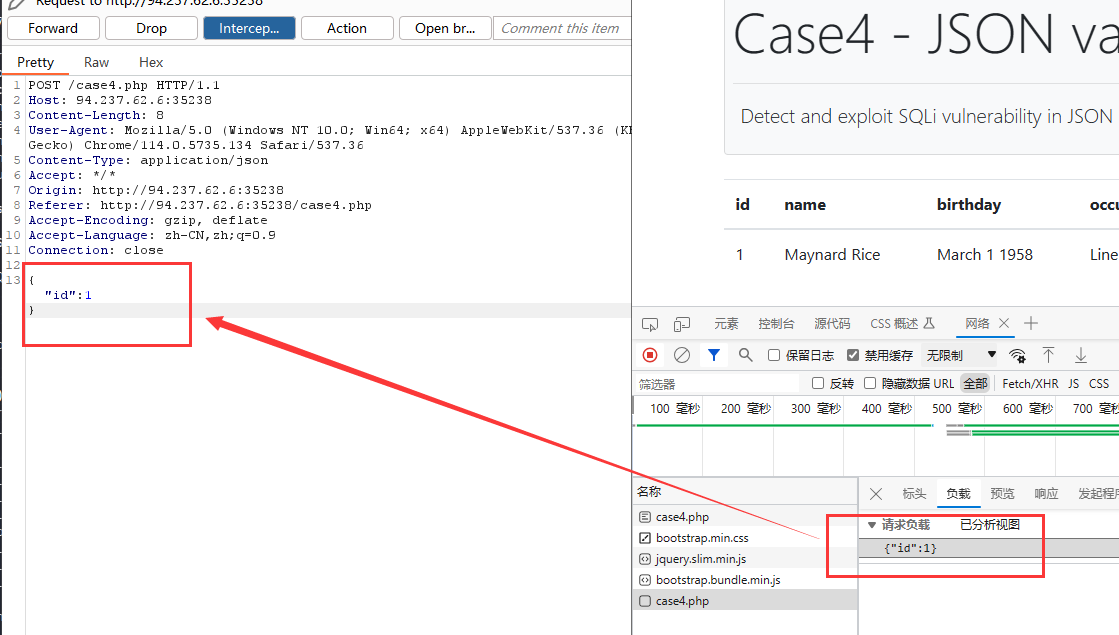 Request to http://94.237.62.6:35238
Forward Drop Intercep... Action Open br... Comment this item
Pretty Raw Hex
1 POST /case4.php HTTP/1.1
2 Host: 94.237.62.6:35238
3 Content-Length: 8
4 User-Agent: Mozilla/5.0 (Windows NT 10.0; Win64; x64) AppleWebKit/537.36 (KH
Gecko) Chrome/114.0.5735.134 Safari/537.36
5 Content-Type: application/json
6 Accept: */*
7 Origin: http://94.237.62.6:35238
8 Referer: http://94.237.62.6:35238/case4.php
9 Accept-Encoding: gzip, deflate
10 Accept-Language: zh-CN,zh;q=0.9
11 Connection: close
12
13 {
"id":1
}
Case4 - JSON va
Detect and exploit SQLi vulnerability in JSON
id name birthday occu
1 Maynard Rice March 1 1958 Line
元素 控制台 源代码 CSS 概述 网络
保留日志 禁用缓存 无限制
筛选器 反转 隐藏数据 URL 全部 Fetch/XHR JS CSS
100 毫秒 200 毫秒 300 毫秒 400 毫秒 500 毫秒 600 毫秒 700 毫秒
名称
case4.php
bootstrap.min.css
jquery.slim.min.js
bootstrap.bundle.min.js
case4.php
标头 负载 预览 响应 发起程序
请求负载 已分析视图
{"id":1}